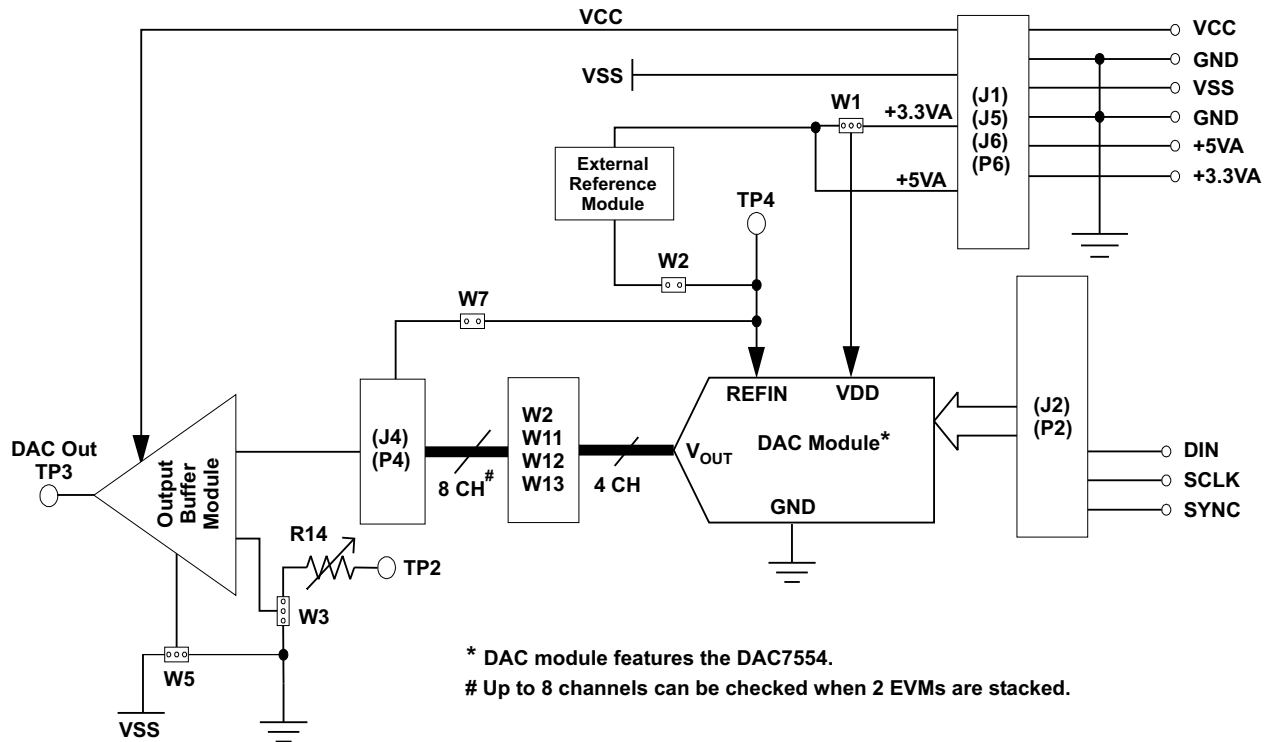 VCC
VCC
GND
VSS
VSS
GND
+5VA
+3.3VA
(J1)
(J5)
(J6)
(P6)
W1
+3.3VA
+5VA
External
Reference
Module
TP4
W2
W7
REFIN
VDD
DAC Module*
VOUT
GND
(J2)
(P2)
DIN
SCLK
SYNC
(J4)
(P4)
8 CH#
W2
W11
W12
W13
4 CH
DAC Out
TP3
Output
Buffer
Module
R14
TP2
W3
W5
VSS
* DAC module features the DAC7554.
# Up to 8 channels can be checked when 2 EVMs are stacked.